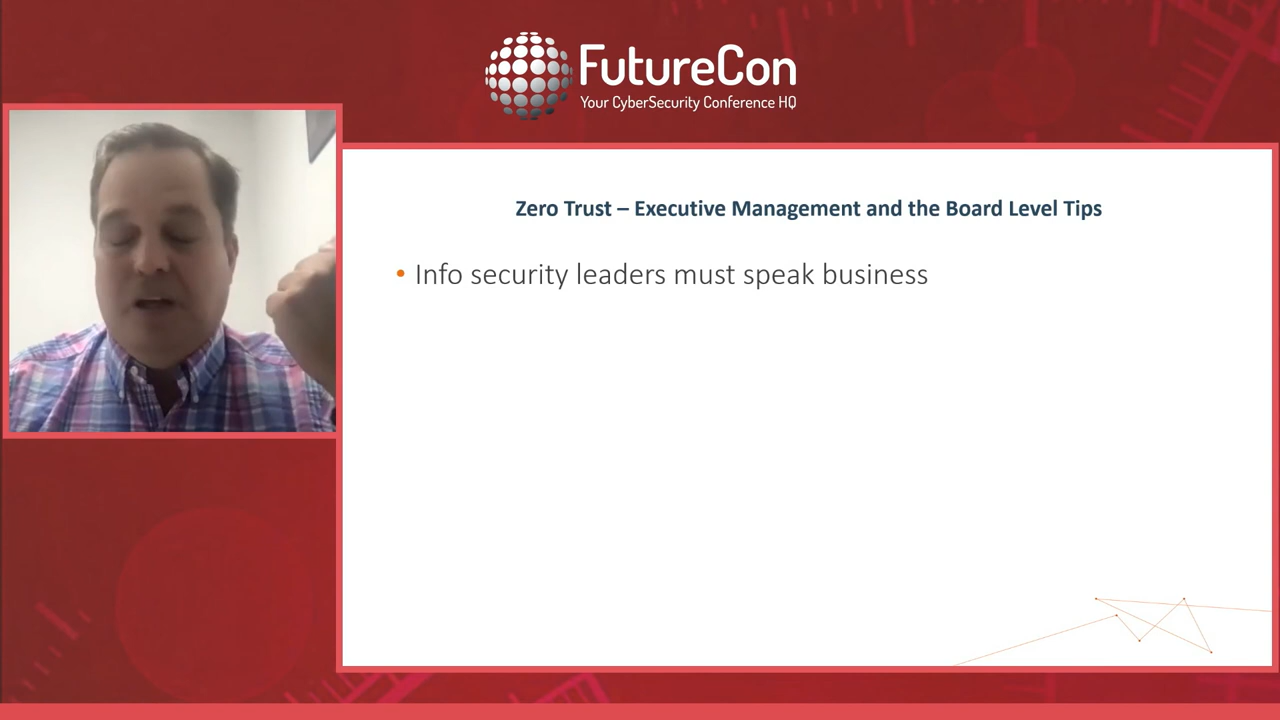 FutureCon
Your CyberSecurity Conference HQ
Zero Trust – Executive Management and the Board Level Tips
• Info security leaders must speak business